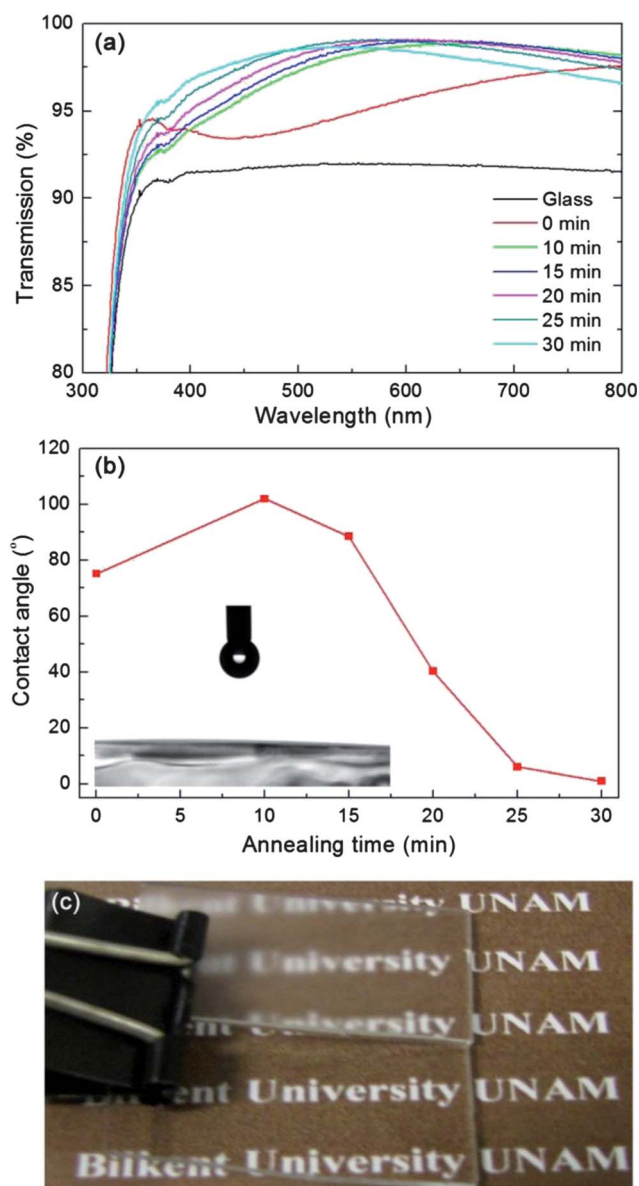 (a)
100
95
90
85
80
Transmission (%)
Glass
0 min
10 min
15 min
20 min
25 min
30 min
300 400 500 600 700 800
Wavelength (nm)
(b)
120
100
80
60
40
20
0
Contact angle (°)
0 5 10 15 20 25 30
Annealing time (min)
(c)
University UNAM
University UNAM
University UNAM
Bilkent University UNAM
Bilkent University UNAM